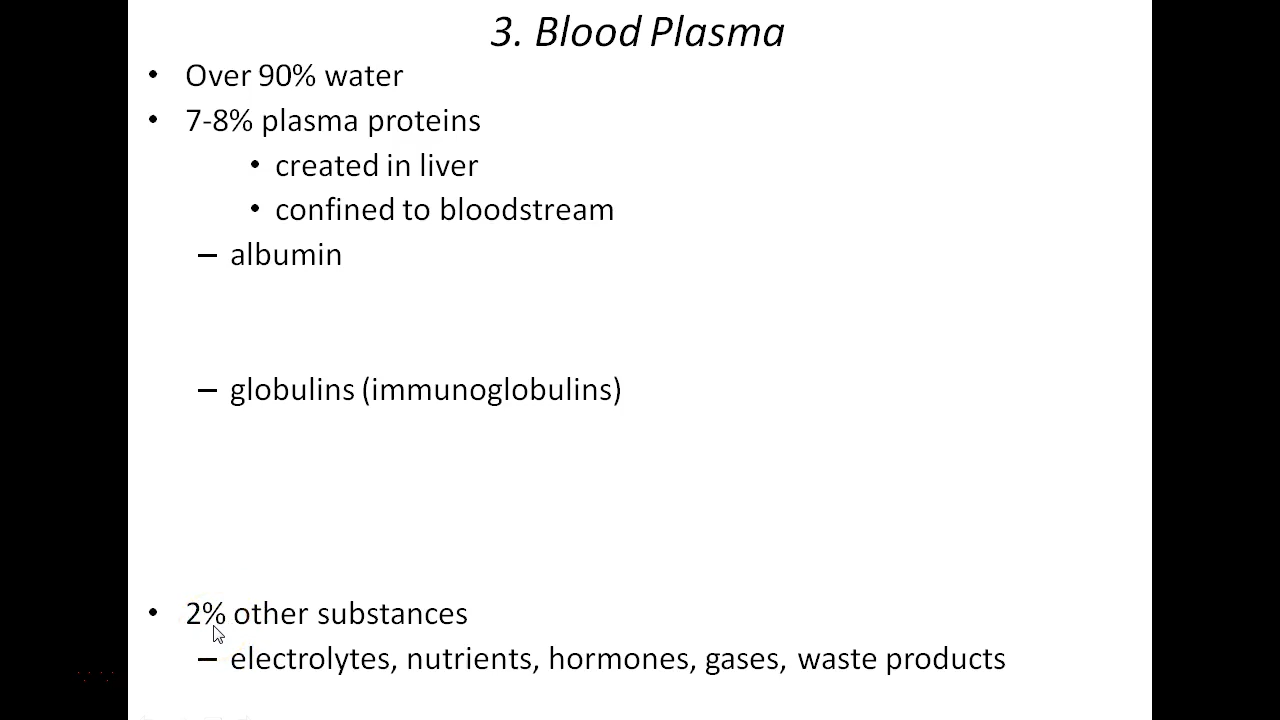 3. Blood Plasma
• Over 90% water
• 7-8% plasma proteins
• created in liver
• confined to bloodstream
– albumin
– globulins (immunoglobulins)
• 2% other substances
– electrolytes, nutrients, hormones, gases, waste products